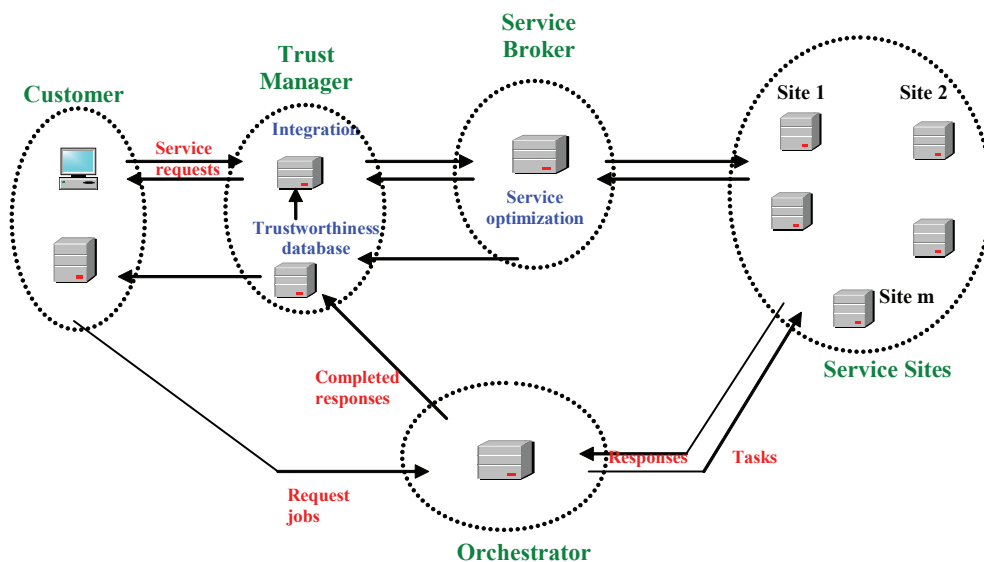 Service
Broker
Trust
Manager
Customer
Site 1
Site 2
Integration
Service
requests
Service
optimization
Trustworthiness
database
Site m
Service Sites
Completed
responses
Responses
Tasks
Request
jobs
Orchestrator